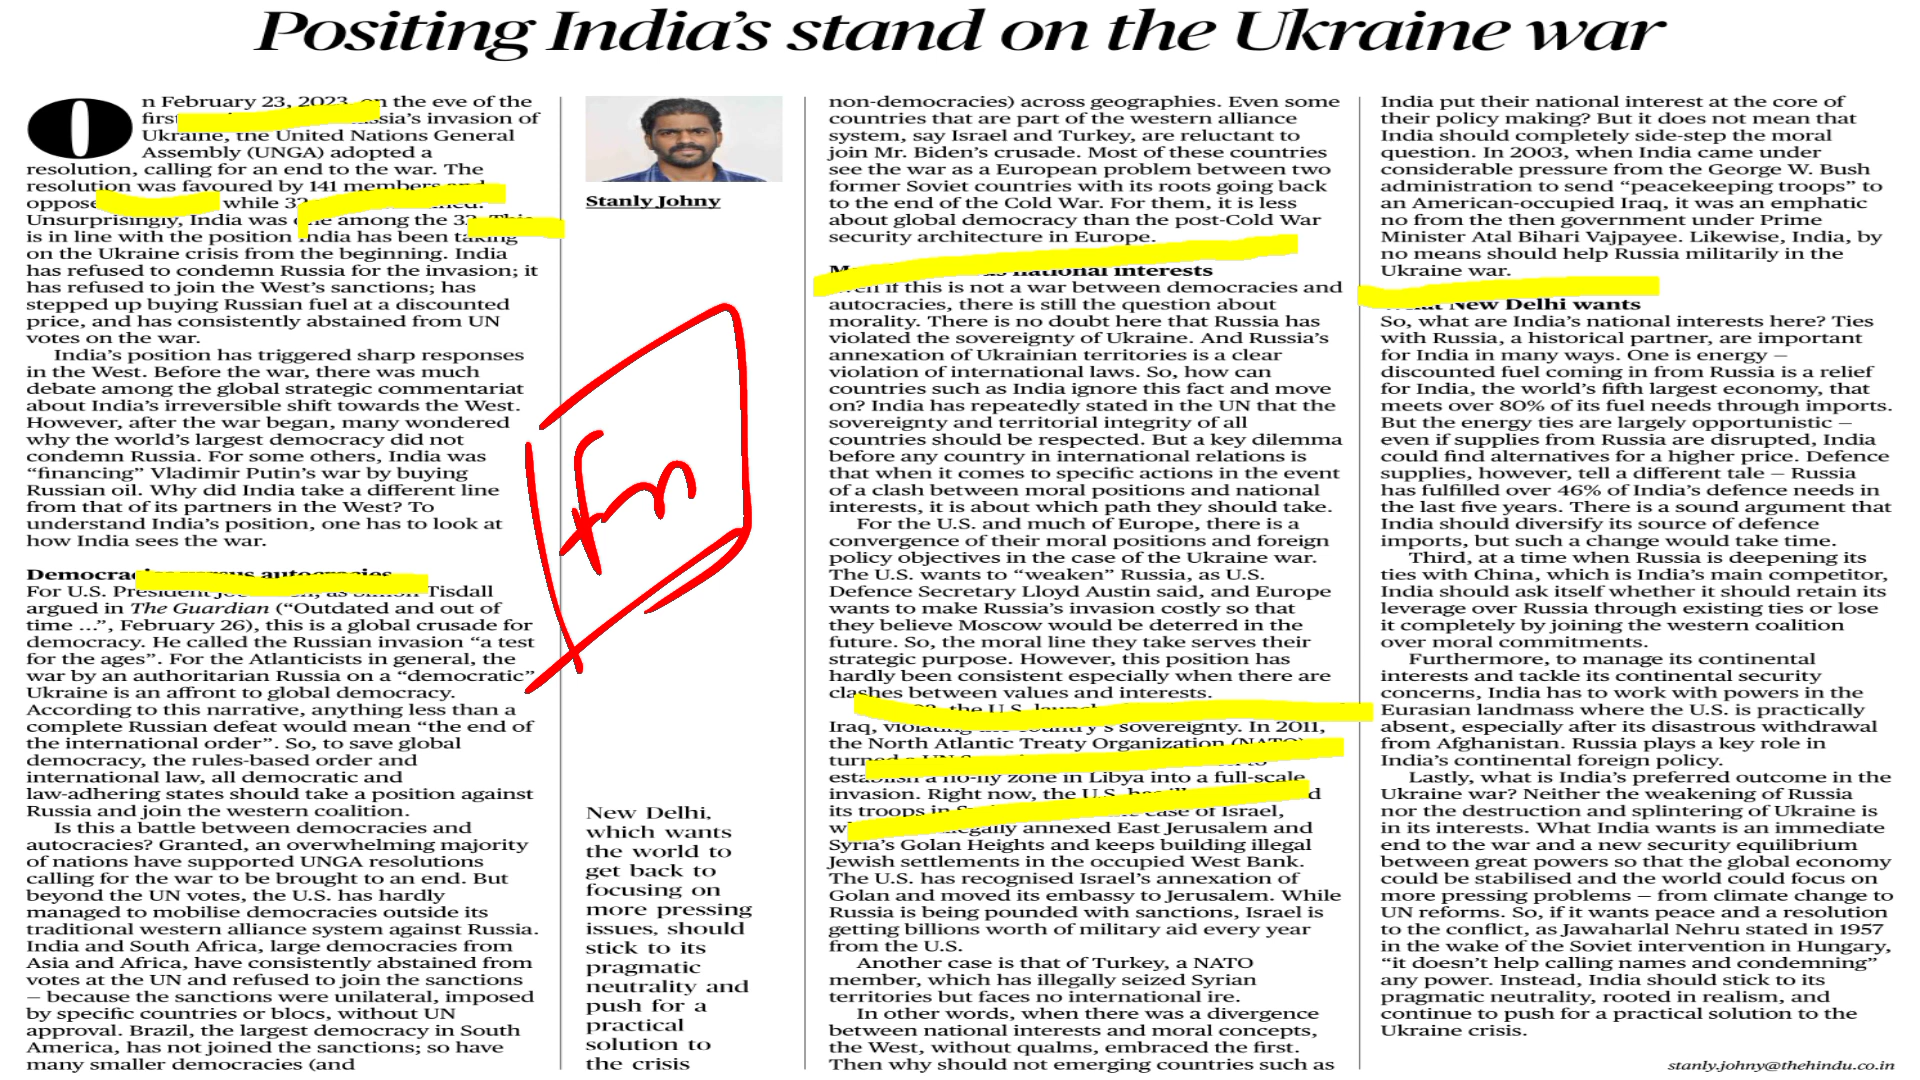 Positing India's stand on the Ukraine war
On February 23, 2023, on the eve of the
first sia's invasion of
Ukraine, the United Nations General
Assembly (UNGA) adopted a
resolution, calling for an end to the war. The
resolution was favoured by 141 members and
oppose while 32
Unsurprisingly, India was one among the 32. This
is in line with the position India has been taking
on the Ukraine crisis from the beginning. India
has refused to condemn Russia for the invasion; it
has refused to join the West's sanctions; has
stepped up buying Russian fuel at a discounted
price, and has consistently abstained from UN
votes on the war.
India's position has triggered sharp responses
in the West. Before the war, there was much
debate among the global strategic commentariat
about India's irreversible shift towards the West.
However, after the war began, many wondered
why the world's largest democracy did not
condemn Russia. For some others, India was
"financing" Vladimir Putin's war by buying
Russian oil. Why did India take a different line
from that of its partners in the West? To
understand India's position, one has to look at
how India sees the war.
Democracies versus autocracies
For U.S. President as Simon Tisdall
argued in The Guardian ("Outdated and out of
time ...", February 26), this is a global crusade for
democracy. He called the Russian invasion "a test
for the ages". For the Atlanticists in general, the
war by an authoritarian Russia on a "democratic"
Ukraine is an affront to global democracy.
According to this narrative, anything less than a
complete Russian defeat would mean "the end of
the international order". So, to save global
democracy, the rules-based order and
international law, all democratic and
law-adhering states should take a position against
Russia and join the western coalition.
Is this a battle between democracies and
autocracies? Granted, an overwhelming majority
of nations have supported UNGA resolutions
calling for the war to be brought to an end. But
beyond the UN votes, the U.S. has hardly
managed to mobilise democracies outside its
traditional western alliance system against Russia.
India and South Africa, large democracies from
Asia and Africa, have consistently abstained from
votes at the UN and refused to join the sanctions
– because the sanctions were unilateral, imposed
by specific countries or blocs, without UN
approval. Brazil, the largest democracy in South
America, has not joined the sanctions; so have
many smaller democracies (and
Stanly Johny
fm
New Delhi,
which wants
the world to
get back to
focusing on
more pressing
issues, should
stick to its
pragmatic
neutrality and
push for a
practical
solution to
the crisis
non-democracies) across geographies. Even some
countries that are part of the western alliance
system, say Israel and Turkey, are reluctant to
join Mr. Biden's crusade. Most of these countries
see the war as a European problem between two
former Soviet countries with its roots going back
to the end of the Cold War. For them, it is less
about global democracy than the post-Cold War
security architecture in Europe.
national interests
Even if this is not a war between democracies and
autocracies, there is still the question about
morality. There is no doubt here that Russia has
violated the sovereignty of Ukraine. And Russia's
annexation of Ukrainian territories is a clear
violation of international laws. So, how can
countries such as India ignore this fact and move
on? India has repeatedly stated in the UN that the
sovereignty and territorial integrity of all
countries should be respected. But a key dilemma
before any country in international relations is
that when it comes to specific actions in the event
of a clash between moral positions and national
interests, it is about which path they should take.
For the U.S. and much of Europe, there is a
convergence of their moral positions and foreign
policy objectives in the case of the Ukraine war.
The U.S. wants to "weaken" Russia, as U.S.
Defence Secretary Lloyd Austin said, and Europe
wants to make Russia's invasion costly so that
they believe Moscow would be deterred in the
future. So, the moral line they take serves their
strategic purpose. However, this position has
hardly been consistent especially when there are
clashes between values and interests.
the U.S.
Iraq, violating the country's sovereignty. In 2011,
the North Atlantic Treaty Organization (NATO)
turned a UN
establish a no-fly zone in Libya into a full-scale
invasion. Right now, the U.S. has
its troops in case of Israel,
illegally annexed East Jerusalem and
Syria's Golan Heights and keeps building illegal
Jewish settlements in the occupied West Bank.
The U.S. has recognised Israel's annexation of
Golan and moved its embassy to Jerusalem. While
Russia is being pounded with sanctions, Israel is
getting billions worth of military aid every year
from the U.S.
Another case is that of Turkey, a NATO
member, which has illegally seized Syrian
territories but faces no international ire.
In other words, when there was a divergence
between national interests and moral concepts,
the West, without qualms, embraced the first.
Then why should not emerging countries such as
India put their national interest at the core of
their policy making? But it does not mean that
India should completely side-step the moral
question. In 2003, when India came under
considerable pressure from the George W. Bush
administration to send "peacekeeping troops" to
an American-occupied Iraq, it was an emphatic
no from the then government under Prime
Minister Atal Bihari Vajpayee. Likewise, India, by
no means should help Russia militarily in the
Ukraine war.
What New Delhi wants
So, what are India's national interests here? Ties
with Russia, a historical partner, are important
for India in many ways. One is energy –
discounted fuel coming in from Russia is a relief
for India, the world's fifth largest economy, that
meets over 80% of its fuel needs through imports.
But the energy ties are largely opportunistic –
even if supplies from Russia are disrupted, India
could find alternatives for a higher price. Defence
supplies, however, tell a different tale – Russia
has fulfilled over 46% of India's defence needs in
the last five years. There is a sound argument that
India should diversify its source of defence
imports, but such a change would take time.
Third, at a time when Russia is deepening its
ties with China, which is India's main competitor,
India should ask itself whether it should retain its
leverage over Russia through existing ties or lose
it completely by joining the western coalition
over moral commitments.
Furthermore, to manage its continental
interests and tackle its continental security
concerns, India has to work with powers in the
Eurasian landmass where the U.S. is practically
absent, especially after its disastrous withdrawal
from Afghanistan. Russia plays a key role in
India's continental foreign policy.
Lastly, what is India's preferred outcome in the
Ukraine war? Neither the weakening of Russia
nor the destruction and splintering of Ukraine is
in its interests. What India wants is an immediate
end to the war and a new security equilibrium
between great powers so that the global economy
could be stabilised and the world could focus on
more pressing problems – from climate change to
UN reforms. So, if it wants peace and a resolution
to the conflict, as Jawaharlal Nehru stated in 1957
in the wake of the Soviet intervention in Hungary,
"it doesn't help calling names and condemning"
any power. Instead, India should stick to its
pragmatic neutrality, rooted in realism, and
continue to push for a practical solution to the
Ukraine crisis.
stanly.johny@thehindu.co.in